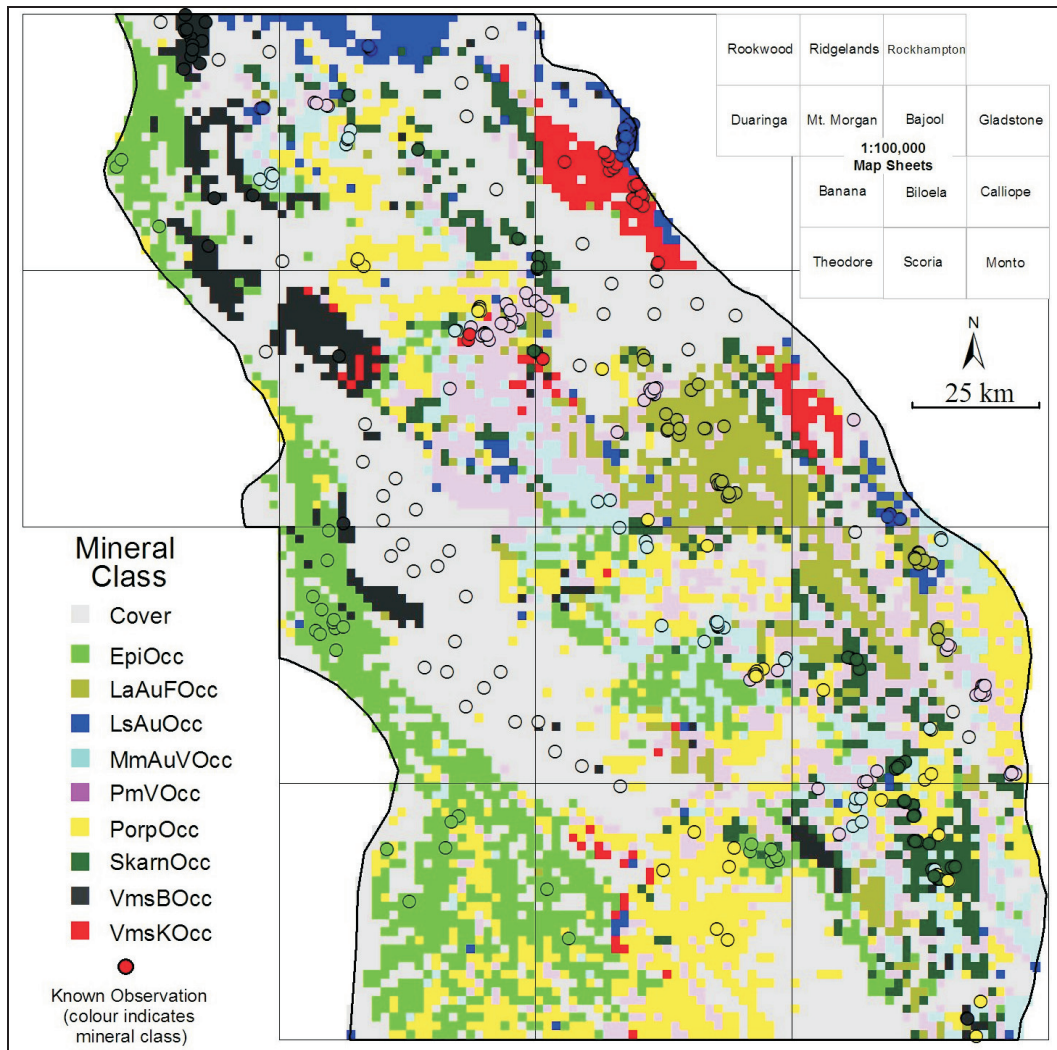 Rookwood Ridgelands Rockhampton
Duaringa Mt. Morgan Bajool Gladstone
1:100,000
Map Sheets
Banana Biloela Calliope
Theodore Scoria Monto
N
25 km
Mineral
Class
Cover
EpiOcc
LaAuFOcc
LsAuOcc
MmAuVOcc
PmVOcc
PorpOcc
SkarnOcc
VmsBOcc
VmsKOcc
Known Observation
(colour indicates
mineral class)